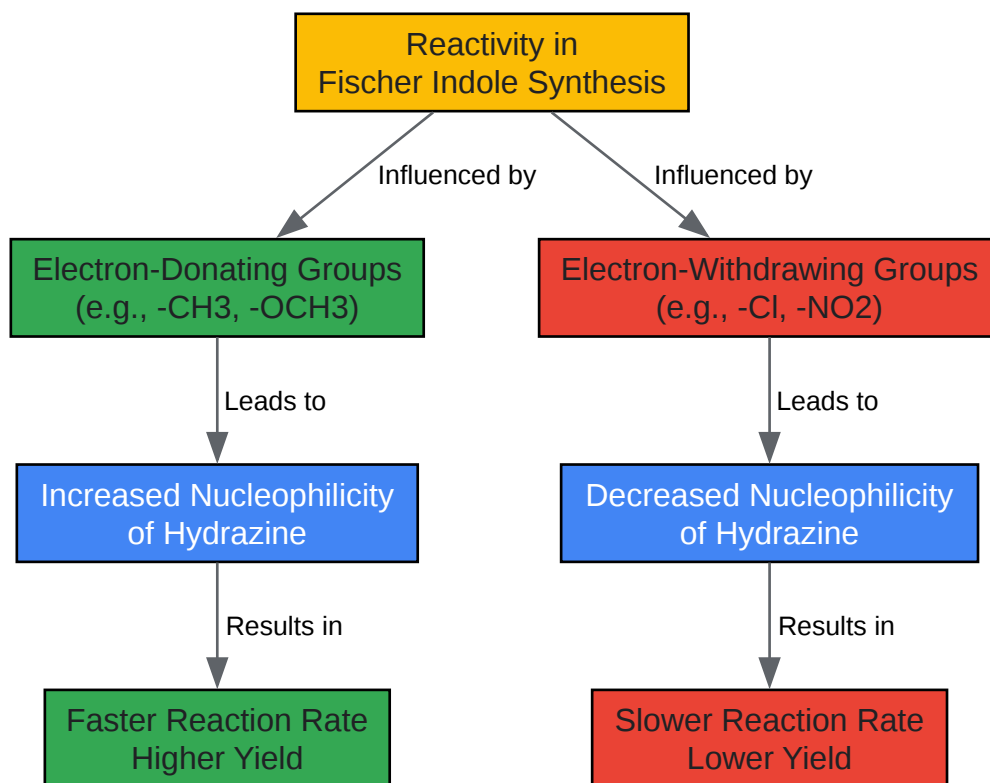 Reactivity in
Fischer Indole Synthesis
Influenced by
Influenced by
Electron-Donating Groups
(e.g., -CH3, -OCH3)
Electron-Withdrawing Groups
(e.g., -Cl, -NO2)
Leads to
Leads to
Increased Nucleophilicity
of Hydrazine
Decreased Nucleophilicity
of Hydrazine
Results in
Results in
Faster Reaction Rate
Higher Yield
Slower Reaction Rate
Lower Yield